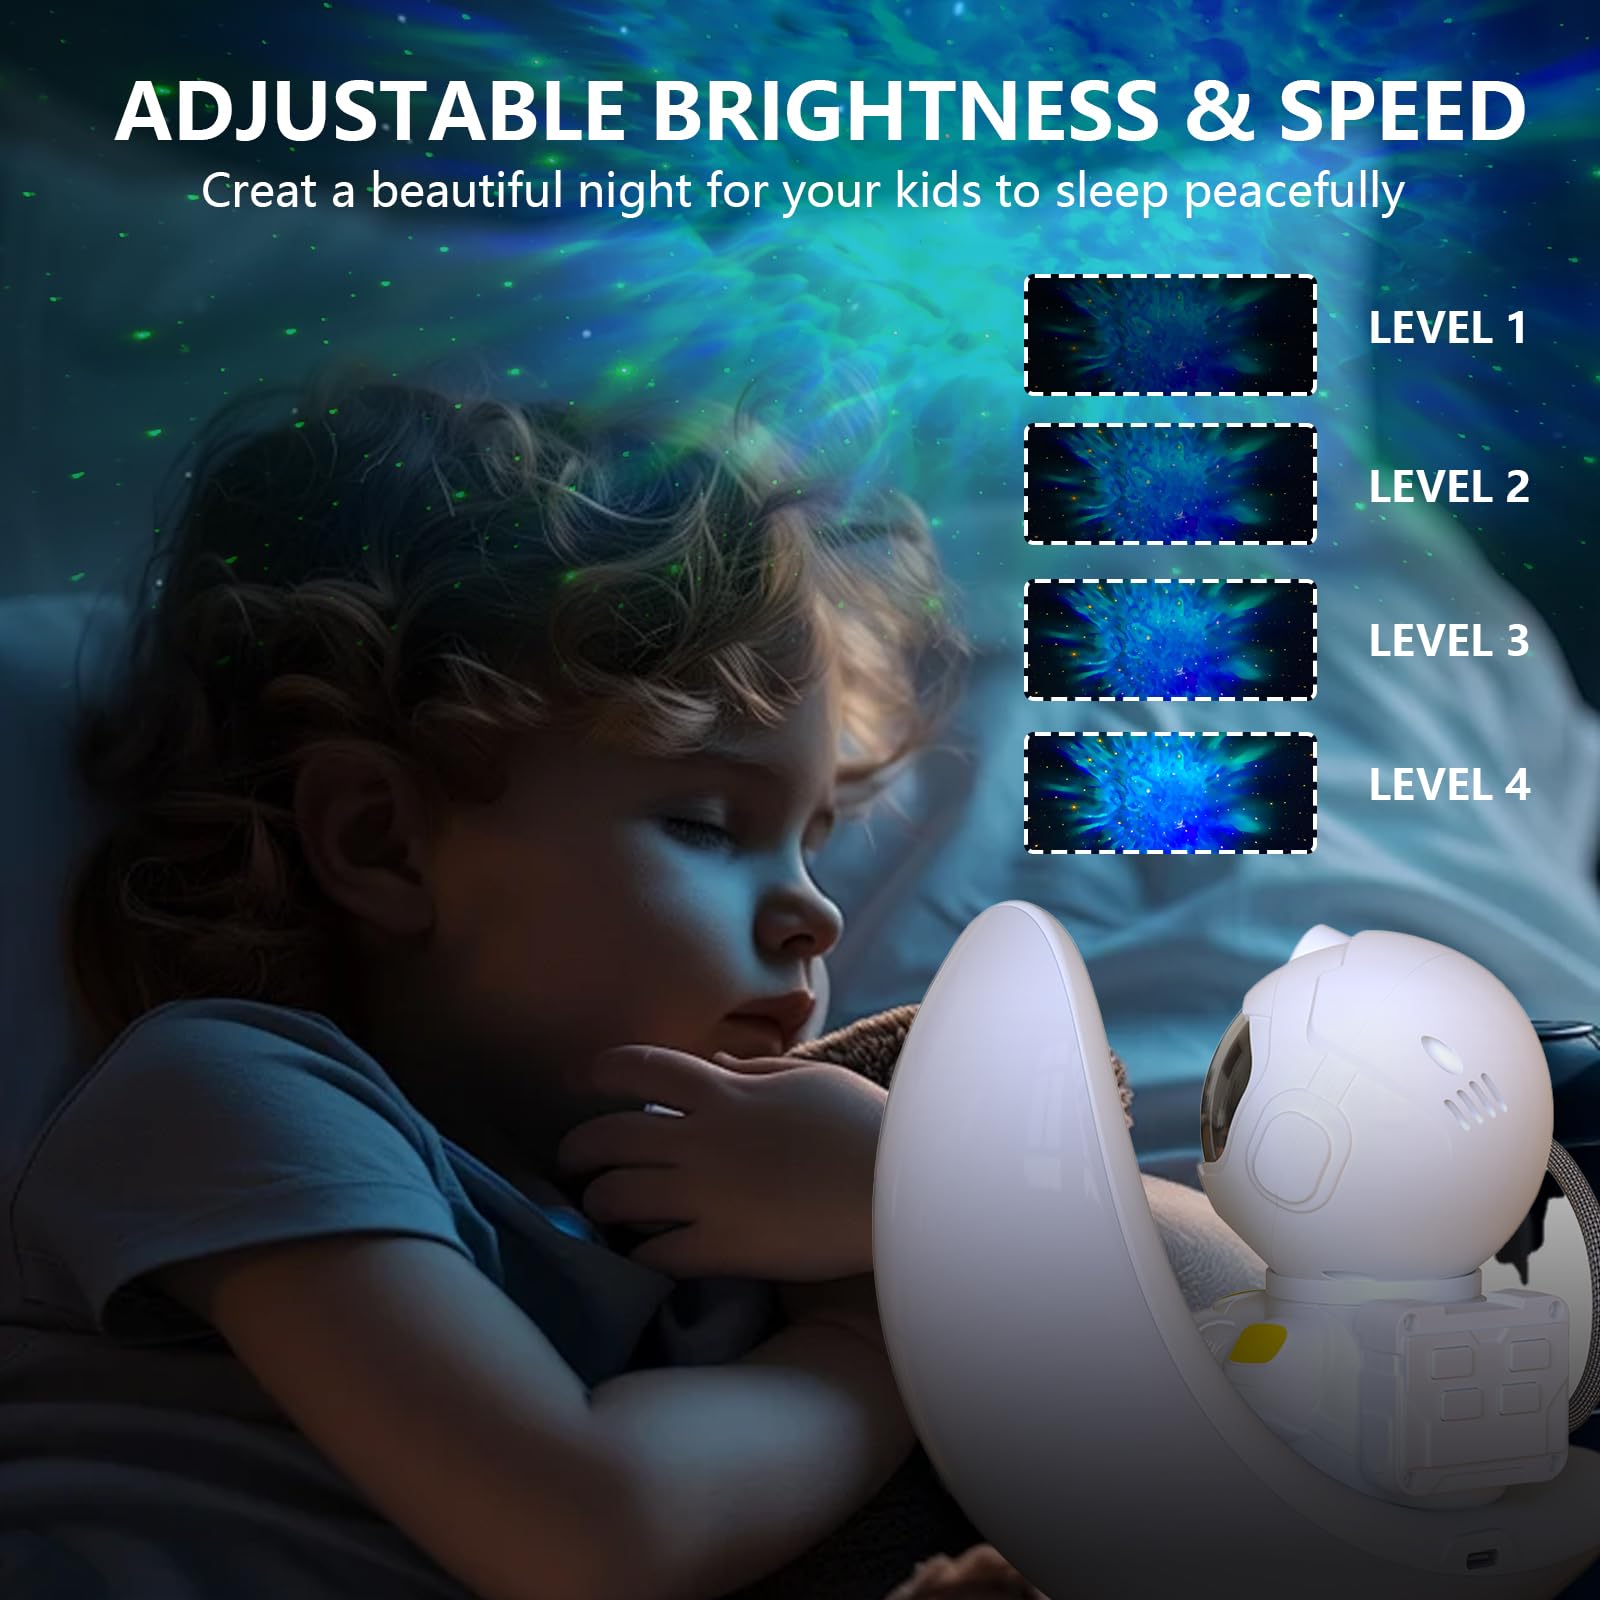 ADJUSTABLE BRIGHTNESS & SPEED
Creat a beautiful night for your kids to sleep peacefully
LEVEL 1
LEVEL 2
LEVEL 3
LEVEL 4